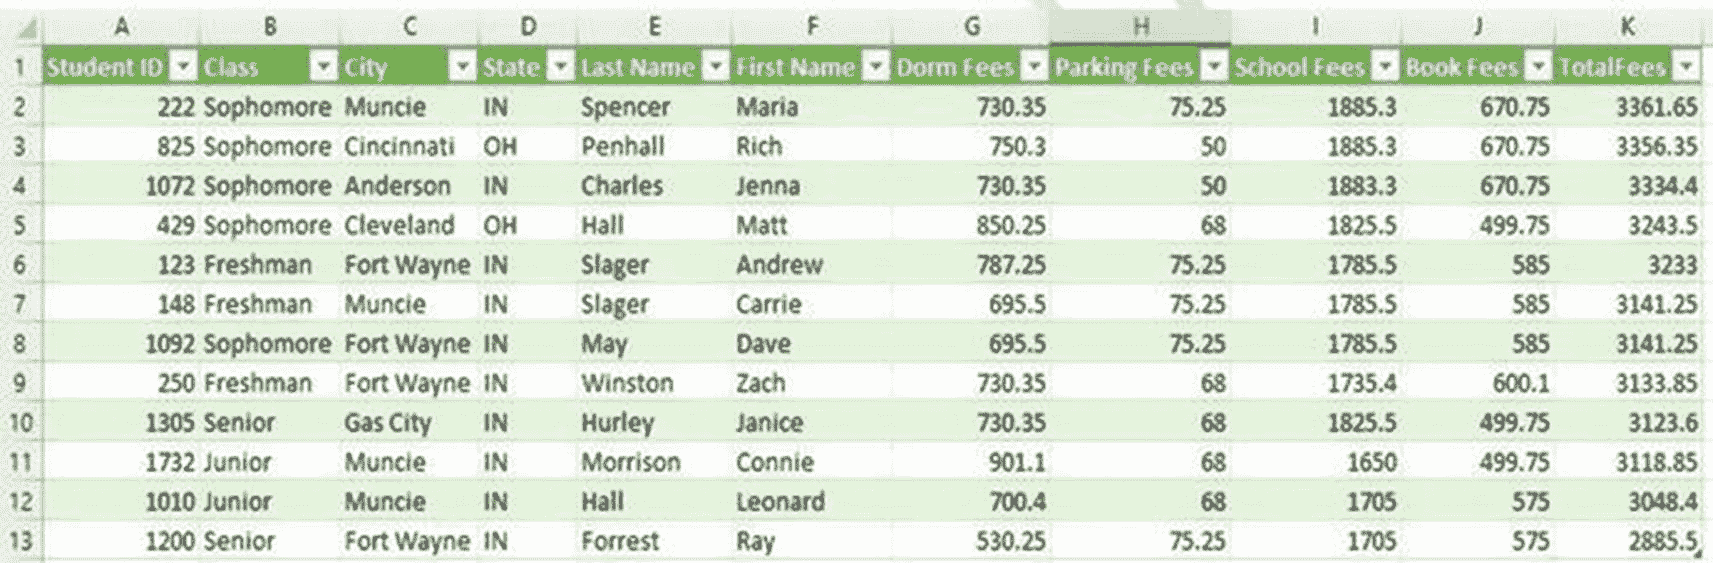 A B C D E F G H I J K
1 Student ID Class City State Last Name First Name Dorm Fees Parking Fees School Fees Book Fees TotalFees
2 222 Sophomore Muncie IN Spencer Maria 730.35 75.25 1885.3 670.75 3361.65
3 825 Sophomore Cincinnati OH Penhall Rich 750.3 50 1885.3 670.75 3356.35
4 1072 Sophomore Anderson IN Charles Jenna 730.35 50 1883.3 670.75 3334.4
5 429 Sophomore Cleveland OH Hall Matt 850.25 68 1825.5 499.75 3243.5
6 123 Freshman Fort Wayne IN Slager Andrew 787.25 75.25 1785.5 585 3233
7 148 Freshman Muncie IN Slager Carrie 695.5 75.25 1785.5 585 3141.25
8 1092 Sophomore Fort Wayne IN May Dave 695.5 75.25 1785.5 585 3141.25
9 250 Freshman Fort Wayne IN Winston Zach 730.35 68 1735.4 600.1 3133.85
10 1305 Senior Gas City IN Hurley Janice 730.35 68 1825.5 499.75 3123.6
11 1732 Junior Muncie IN Morrison Connie 901.1 68 1650 499.75 3118.85
12 1010 Junior Muncie IN Hall Leonard 700.4 68 1705 575 3048.4
13 1200 Senior Fort Wayne IN Forrest Ray 530.25 75.25 1705 575 2885.5